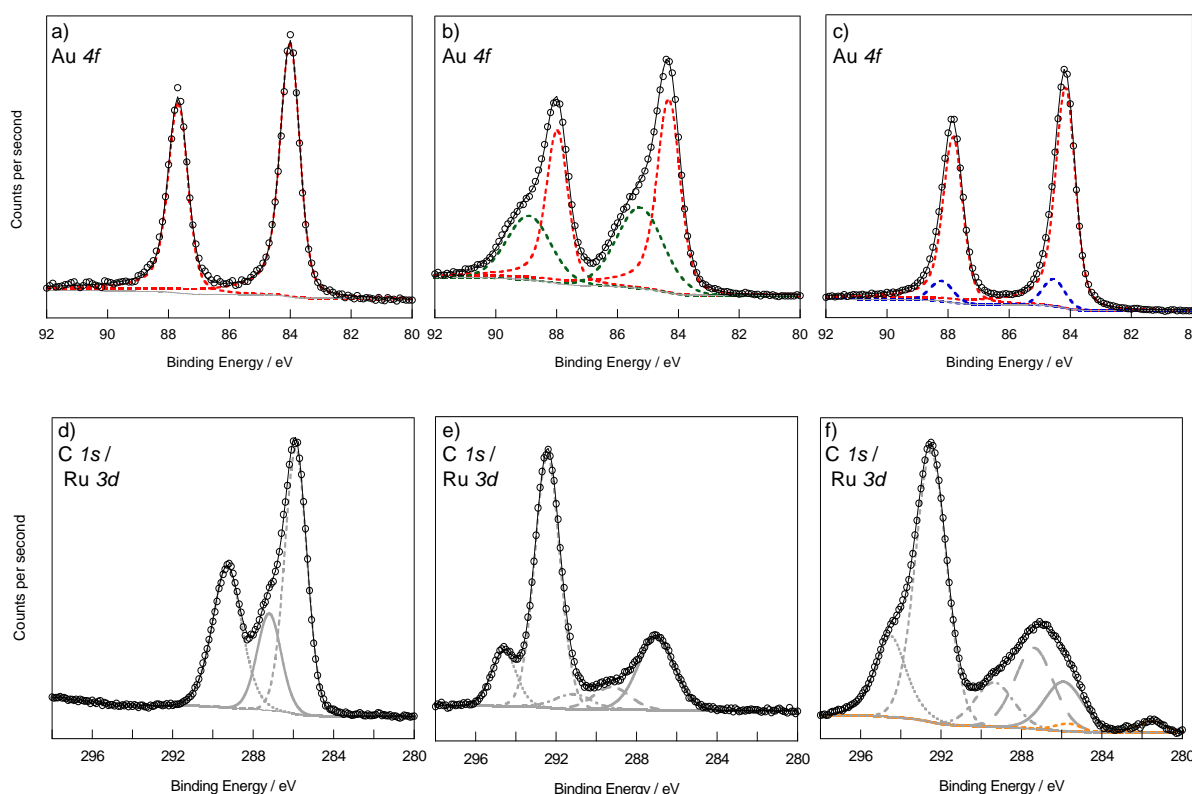 a)
Au 4f
b)
Au 4f
c)
Au 4f
Counts per second
92 90 88 86 84 82 80
92 90 88 86 84 82 80
92 90 88 86 84 82 80
Binding Energy / eV
Binding Energy / eV
Binding Energy / eV
d)
C 1s /
Ru 3d
e)
C 1s /
Ru 3d
f)
C 1s /
Ru 3d
Counts per second
296 292 288 284 280
296 292 288 284 280
296 292 288 284 280
Binding Energy / eV
Binding Energy / eV
Binding Energy / eV